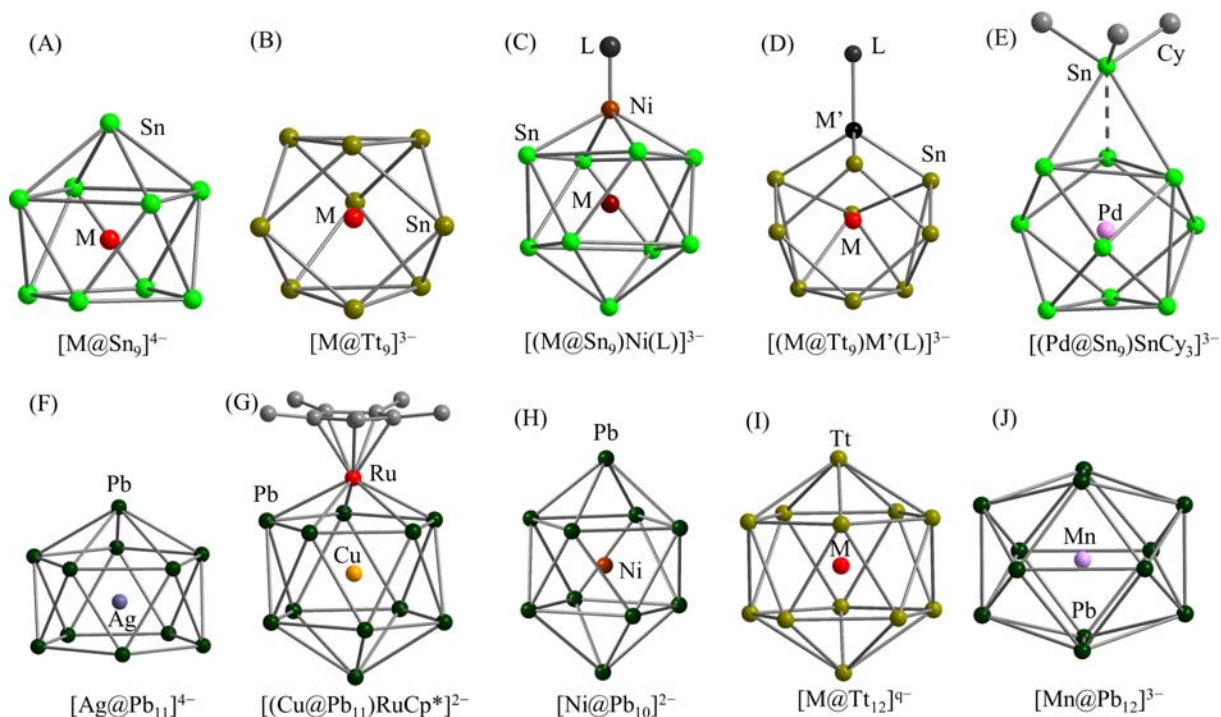 (A)
Sn
M
[M@Sn₉]⁴⁻
(B)
M
Sn
[M@Tt₉]³⁻
(C)
L
Ni
Sn
M
[(M@Sn₉)Ni(L)]³⁻
(D)
L
M’
Sn
M
[(M@Tt₉)M’(L)]³⁻
(E)
Sn
Cy
Pd
[(Pd@Sn₉)SnCy₃]³⁻
(F)
Pb
Ag
[Ag@Pb₁₁]⁴⁻
(G)
Ru
Pb
Cu
[(Cu@Pb₁₁)RuCp*]²⁻
(H)
Pb
Ni
[Ni@Pb₁₀]²⁻
(I)
Tt
M
[M@Tt₁₂]q⁻
(J)
Mn
Pb
[Mn@Pb₁₂]³⁻